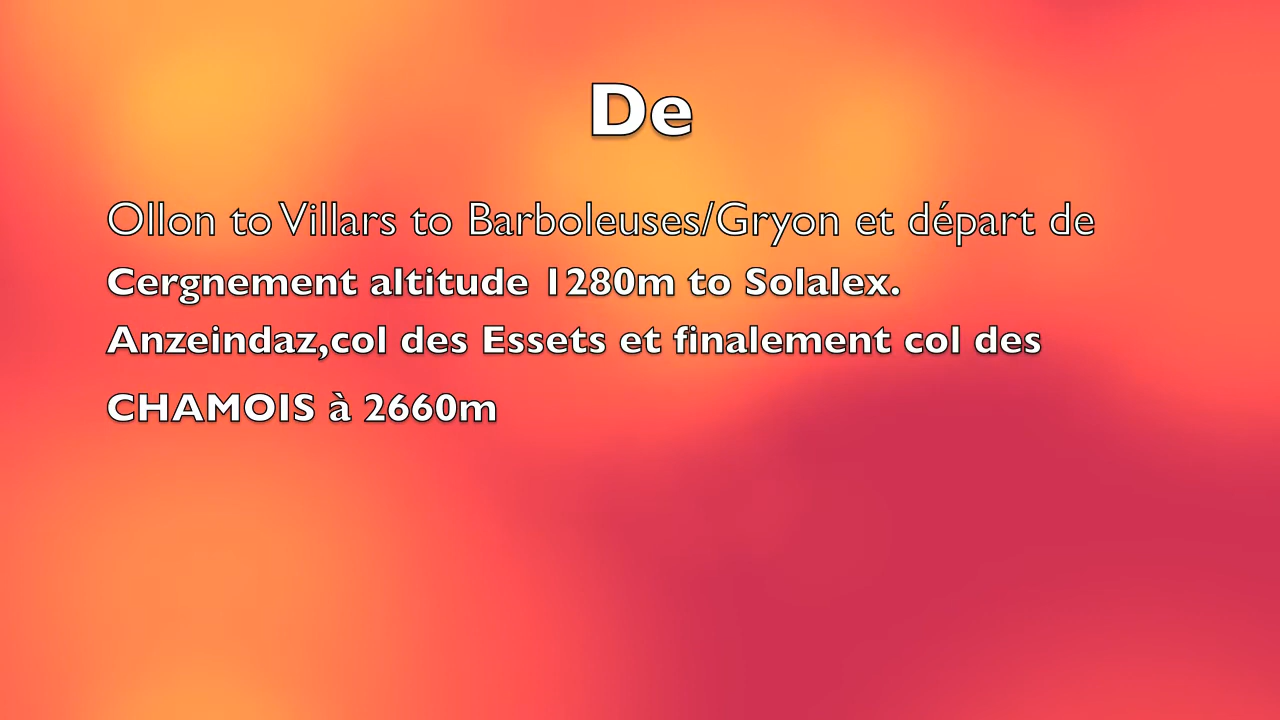 De
Ollon to Villars to Barboleuses/Gryon et départ de
Cergnement altitude 1280m to Solalex.
Anzeindaz,col des Essets et finalement col des
CHAMOIS à 2660m